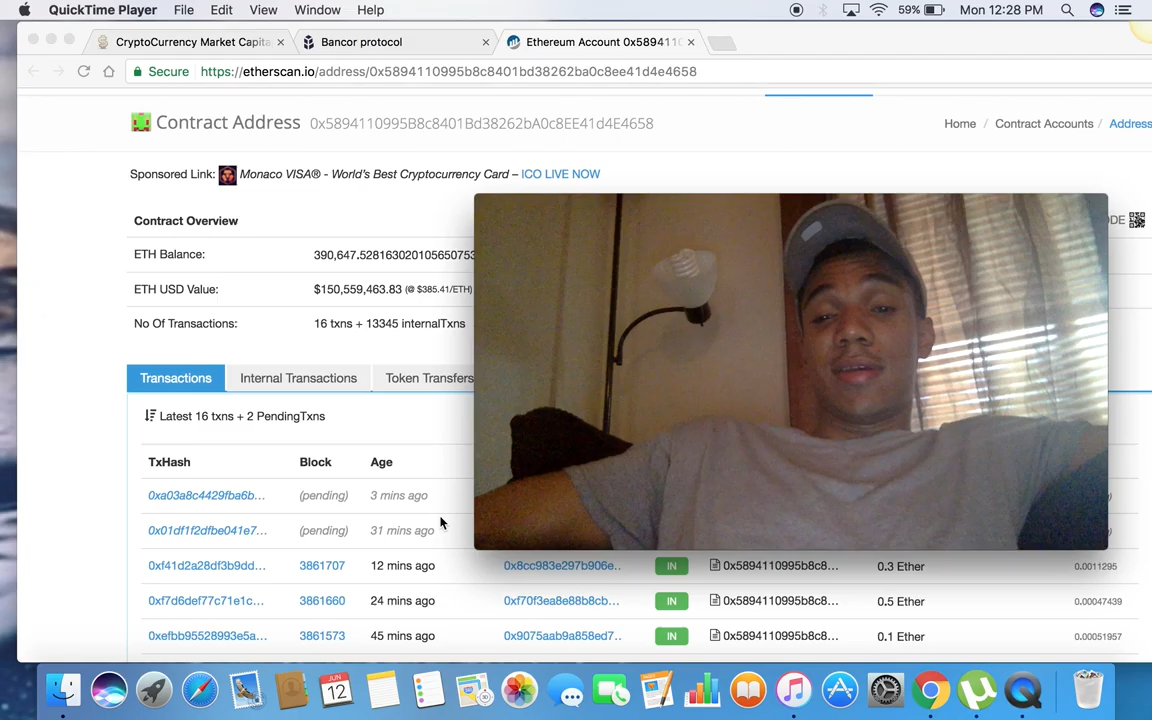 QuickTime Player File Edit View Window Help 59% Mon 12:28 PM
CryptoCurrency Market Capita Bancor protocol Ethereum Account 0x589411
Secure https://etherscan.io/address/0x5894110995b8c8401bd38262ba0c8ee41d4e4658
Contract Address 0x5894110995B8c8401Bd38262bA0c8EE41d4E4658 Home / Contract Accounts / Address
Sponsored Link: Monaco VISA® - World's Best Cryptocurrency Card – ICO LIVE NOW
Contract Overview
ETH Balance: 390,647.528163020105650753
ETH USD Value: $150,559,463.83 (@ $385.41/ETH)
No Of Transactions: 16 txns + 13345 internalTxns
Transactions Internal Transactions Token Transfers
Latest 16 txns + 2 PendingTxns
TxHash Block Age
0xa03a8c4429fba6b... (pending) 3 mins ago
0x01df1f2dfbe041e7... (pending) 31 mins ago
0xf41d2a28df3b9dd... 3861707 12 mins ago 0x8cc983e297b906e.. IN 0x5894110995b8c8... 0.3 Ether 0.0011295
0xf7d6def77c71e1c... 3861660 24 mins ago 0xf70f3ea8e88b8cb... IN 0x5894110995b8c8... 0.5 Ether 0.00047439
0xefbb95528993e5a... 3861573 45 mins ago 0x9075aab9a858ed7.. IN 0x5894110995b8c8... 0.1 Ether 0.00051957
JUN
12